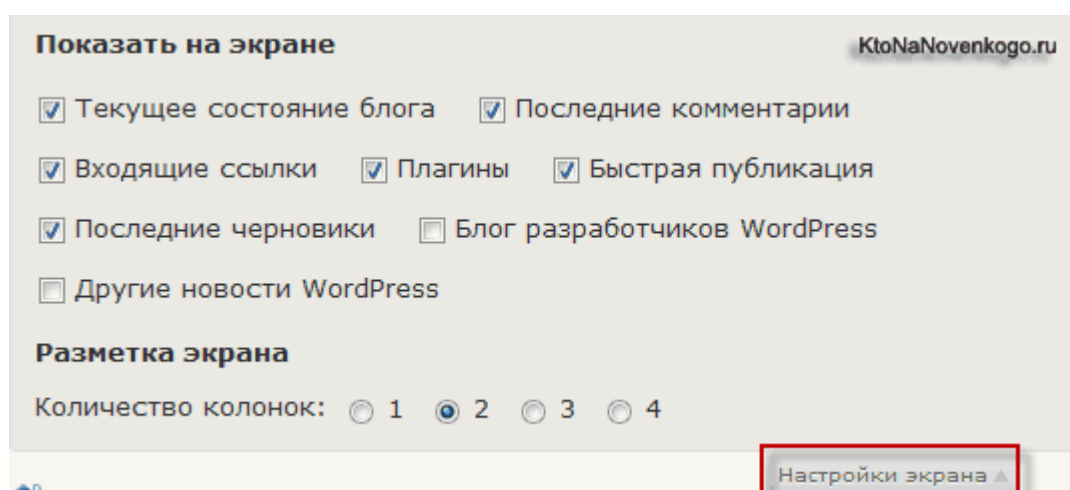 Показать на экране KtoNaNovenkogo.ru
Текущее состояние блога Последние комментарии
Входящие ссылки Плагины Быстрая публикация
Последние черновики Блог разработчиков WordPress
Другие новости WordPress
Разметка экрана
Количество колонок: 1 2 3 4
Настройки экрана